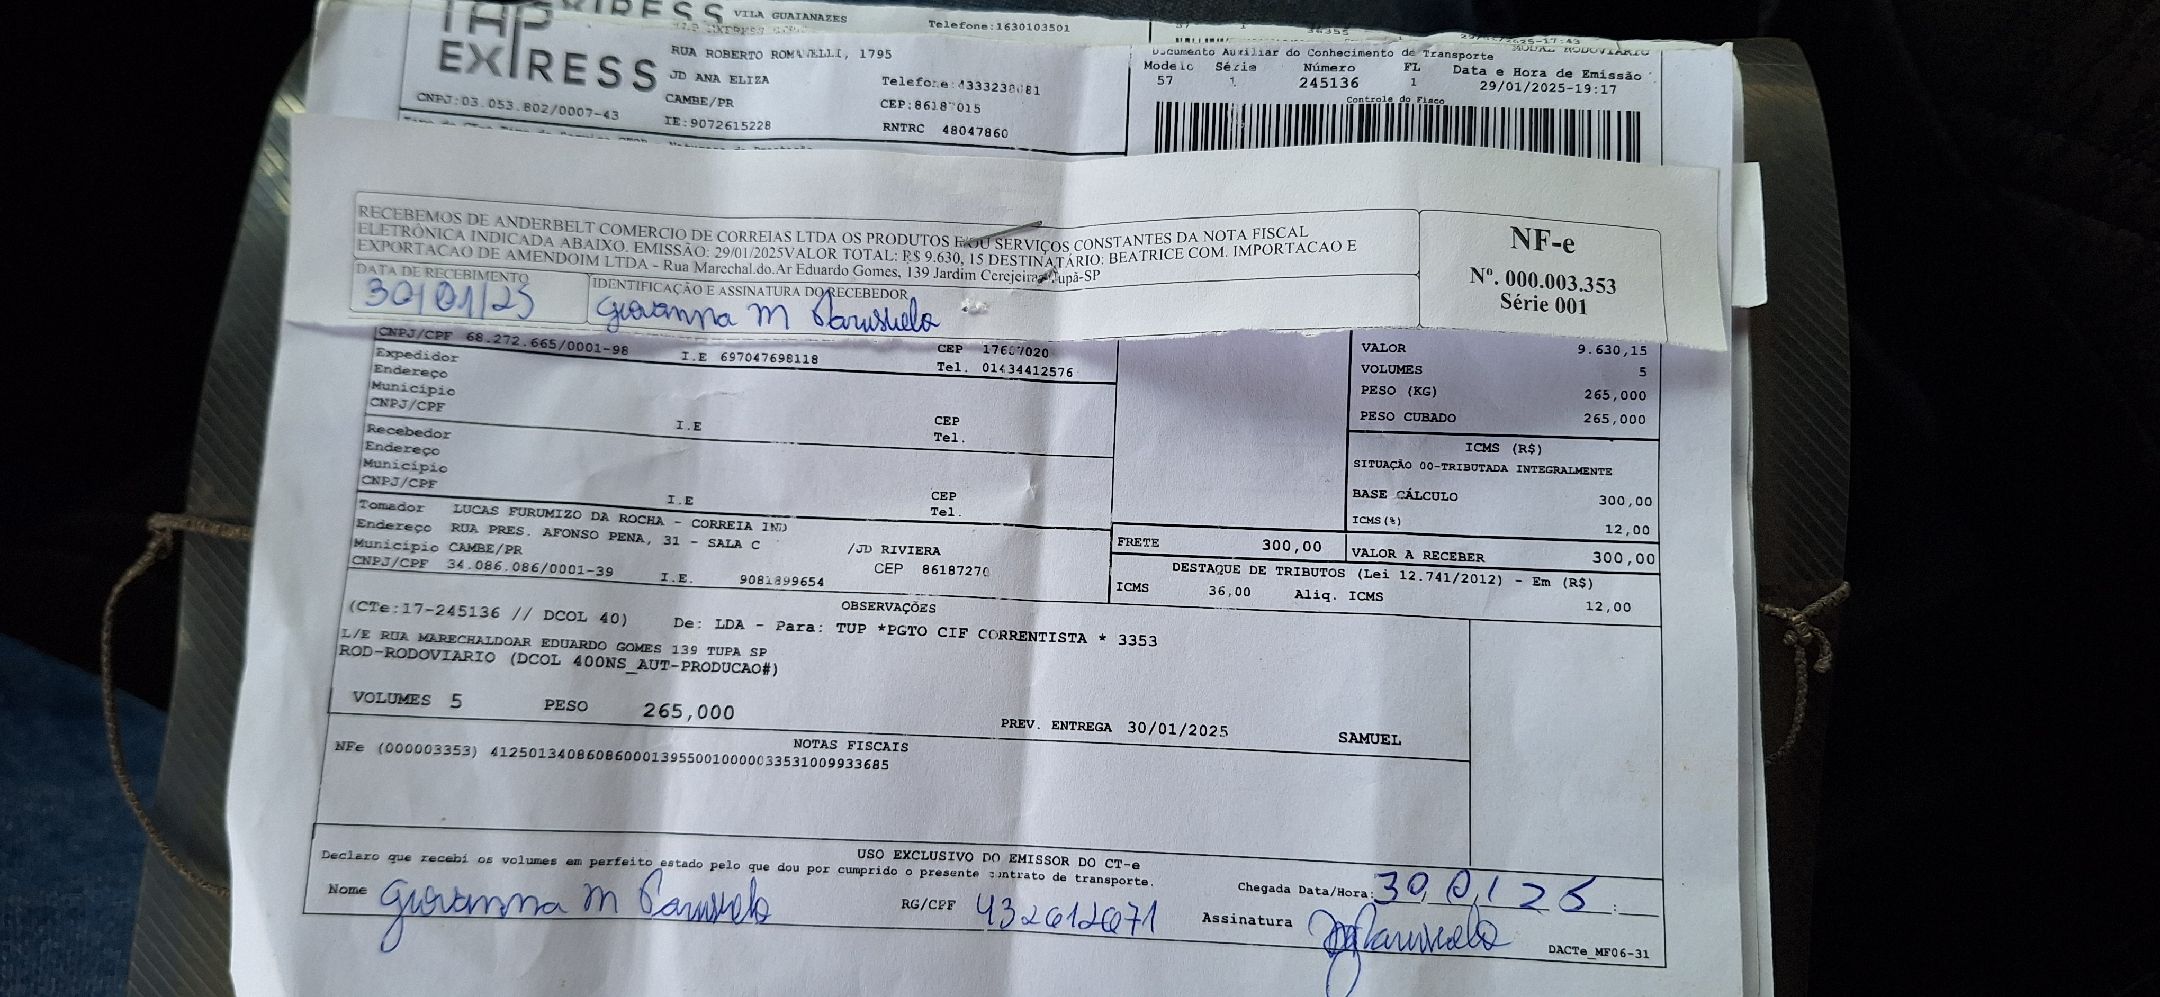 TAP EXPRESS
VILA GUAIANAZES
Telefone:1630103501
RUA ROBERTO ROMANELLI, 1795
JD ANA ELIZA
CAMBE/PR
CNPJ:03.053.802/0007-43
IE:9072615228
CEP:86187015
RNTRC 48047860
Documento Auxiliar do Conhecimento de Transporte
MODAL RODOVIÁRIO
Modelo Série Número FL Data e Hora de Emissão
57 1 245136 1 29/01/2025-19:17
Controle do Fisco
RECEBEMOS DE ANDERBELT COMERCIO DE CORREIAS LTDA OS PRODUTOS E/OU SERVIÇOS CONSTANTES DA NOTA FISCAL
ELETRÔNICA INDICADA ABAIXO. EMISSÃO: 29/01/2025VALOR TOTAL: R$ 9.630, 15 DESTINATÁRIO: BEATRICE COM. IMPORTACAO E
EXPORTACAO DE AMENDOIM LTDA - Rua Marechal.do.Ar Eduardo Gomes, 139 Jardim Cerejeira Tupã-SP
DATA DE RECEBIMENTO
30/01/25
IDENTIFICAÇÃO E ASSINATURA DO RECEBEDOR
Giovanna M
NF-e
Nº. 000.003.353
Série 001
CNPJ/CPF 68.272.665/0001-98 I.E 697047698118 CEP 17607020
Tel. 01434412576
Expedidor
Endereço
Município
CNPJ/CPF I.E CEP
Tel.
Recebedor
Endereço
Município
CNPJ/CPF I.E CEP
Tel.
Tomador LUCAS FURUMIZO DA ROCHA - CORREIA IND
Endereço RUA PRES. AFONSO PENA, 31 - SALA C /JD RIVIERA
Município CAMBE/PR CEP 86187270
CNPJ/CPF 34.086.086/0001-39 I.E. 9081899654
VALOR 9.630,15
VOLUMES 5
PESO (KG) 265,000
PESO CUBADO 265,000
ICMS (R$)
SITUAÇÃO 00-TRIBUTADA INTEGRALMENTE
BASE CÁLCULO 300,00
ICMS(%) 12,00
FRETE 300,00 VALOR A RECEBER 300,00
DESTAQUE DE TRIBUTOS (Lei 12.741/2012) - Em (R$)
ICMS 36,00 Aliq. ICMS 12,00
OBSERVAÇÕES
(CTe:17-245136 // DCOL 40) De: LDA - Para: TUP *PGTO CIF CORRENTISTA * 3353
L/E RUA MARECHALDOAR EDUARDO GOMES 139 TUPA SP
ROD-RODOVIARIO (DCOL 400NS_AUT-PRODUCAO#)
VOLUMES 5 PESO 265,000 PREV. ENTREGA 30/01/2025 SAMUEL
NOTAS FISCAIS
NFe (000003353) 41250134086086000139550010000033531009933685
USO EXCLUSIVO DO EMISSOR DO CT-e
Declaro que recebi os volumes em perfeito estado pelo que dou por cumprido o presente contrato de transporte.
Chegada Data/Hora: 30 01 25 :
Nome Giovanna M
RG/CPF 432612671
Assinatura
DACTe_MF06-31